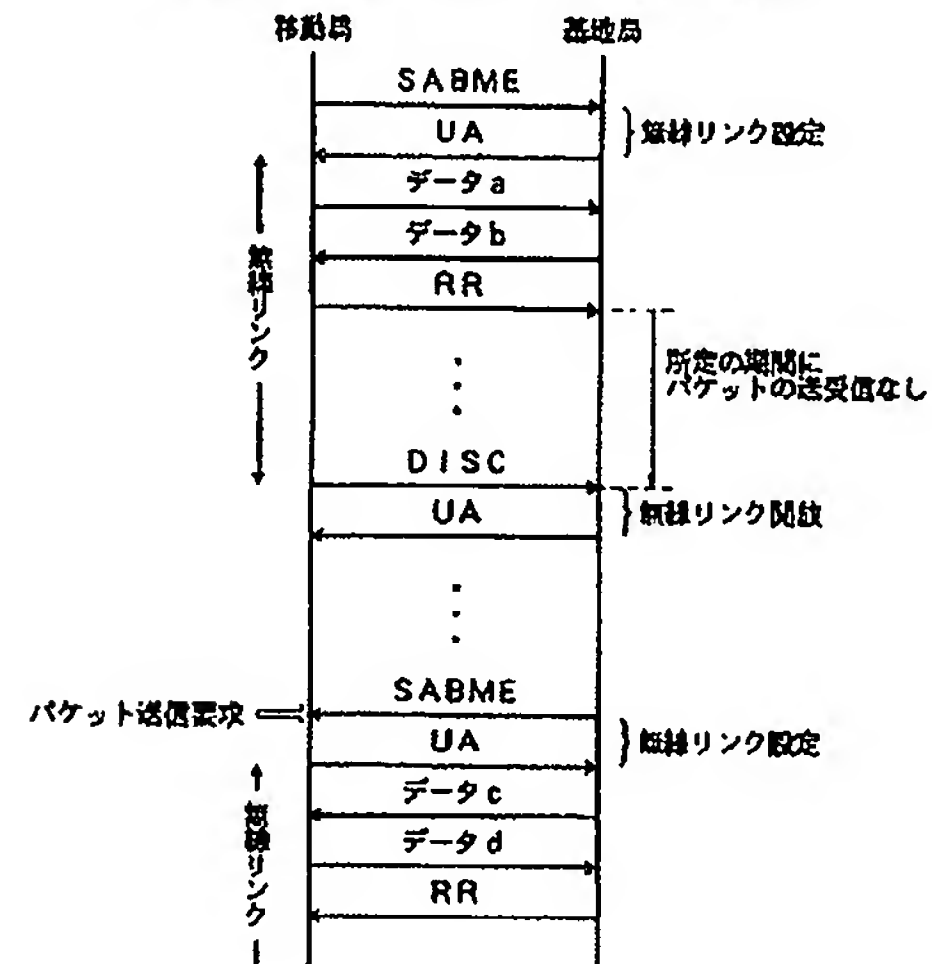 移動局
基地局
SABME
UA
無線リンク設定
データa
データb
RR
無線リンク
所定の期間に
パケットの送受信なし
DISC
UA
無線リンク開放
SABME
パケット送信要求
UA
無線リンク設定
データc
データd
無線リンク
RR